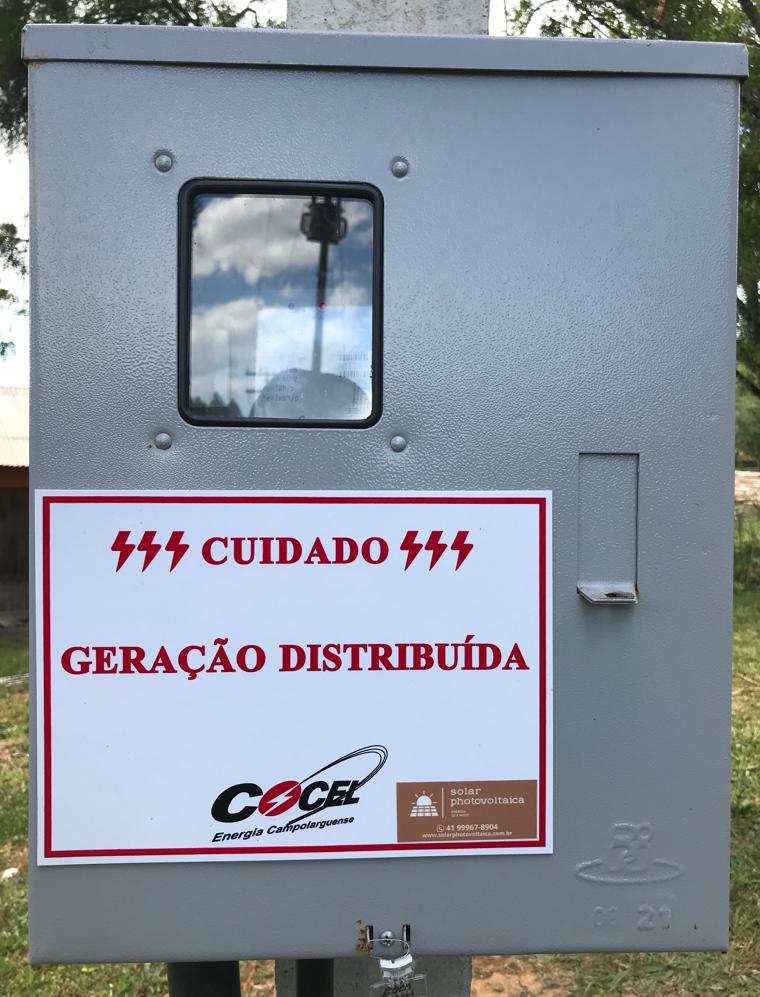 CUIDADO
GERAÇÃO DISTRIBUÍDA
COCEL
Energia Campolarguense
solar
photovoltaica
41 99967-8904
www.solarphotovoltaica.com.br